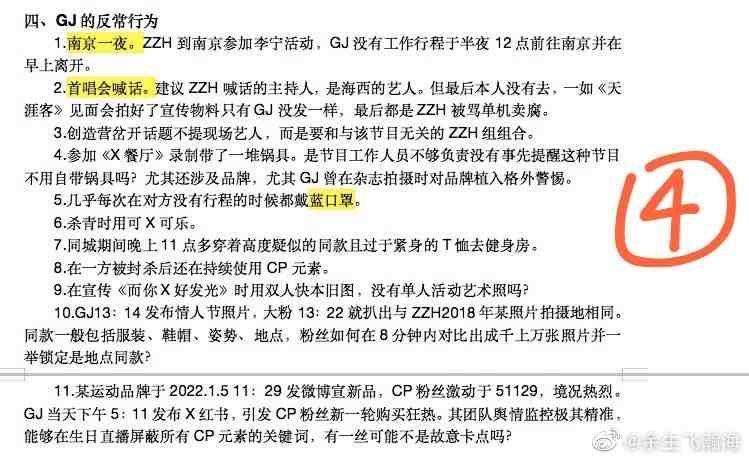 四、GJ的反常行为
1.南京一夜。ZZH 到南京参加李宁活动，GJ 没有工作行程于半夜 12 点前往南京并在
早上离开。
2.首唱会喊话。建议 ZZH 喊话的主持人，是海西的艺人。但最后本人没有去，一如《天
涯客》见面会拍好了宣传物料只有 GJ 没发一样，最后都是 ZZH 被骂单机卖腐。
3.创造营岔开话题不提现场艺人，而是要和与该节目无关的 ZZH 组组合。
4.参加《X 餐厅》录制带了一堆锅具。是节目工作人员不够负责没有事先提醒这种节目
不用自带锅具吗？尤其还涉及品牌，尤其 GJ 曾在杂志拍摄时对品牌植入格外警惕。
5.几乎每次在对方没有行程的时候都戴蓝口罩。
6.杀青时用可 X 可乐。
7.同城期间晚上 11 点多穿着高度疑似的同款且过于紧身的 T 恤去健身房。
8.在一方被封杀后还在持续使用 CP 元素。
9.在宣传《而你 X 好发光》时用双人快本旧图，没有单人活动艺术照吗？
10.GJ13：14 发布情人节照片，大粉 13：22 就扒出与 ZZH2018 年某照片拍摄地相同。
同款一般包括服装、鞋帽、姿势、地点，粉丝如何在 8 分钟内对比出成千上万张照片并一
举锁定是地点同款？
11.某运动品牌于 2022.1.5 11：29 发微博宣新品，CP 粉丝激动于 51129，境况热烈。
GJ 当天下午 5：11 发布 X 红书，引发 CP 粉丝新一轮购买狂热。其团队舆情监控极其精准，
能够在生日直播屏蔽所有 CP 元素的关键词，有一丝可能不是故意卡点吗？
④
@余生飞瀚海